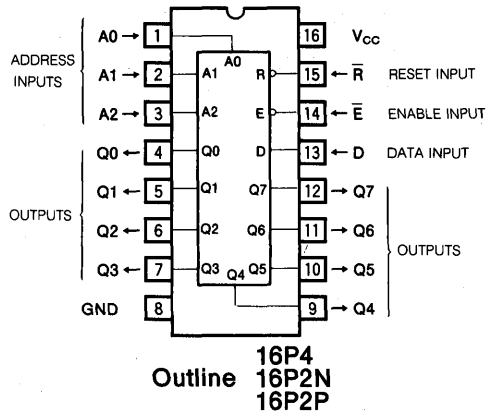 A0→ 1 16 VCC
ADDRESS INPUTS
A1→ 2 A0 A1 R 15 ←R̅ RESET INPUT
A2→ 3 A2 E 14 ←E̅ ENABLE INPUT
Q0← 4 Q0 D 13 ←D DATA INPUT
Q1← 5 Q1 Q7 12 →Q7
OUTPUTS
Q2← 6 Q2 Q6 11 →Q6
OUTPUTS
Q3← 7 Q3 Q4 Q5 10 →Q5
GND 8 9 →Q4
Outline 16P4
16P2N
16P2P